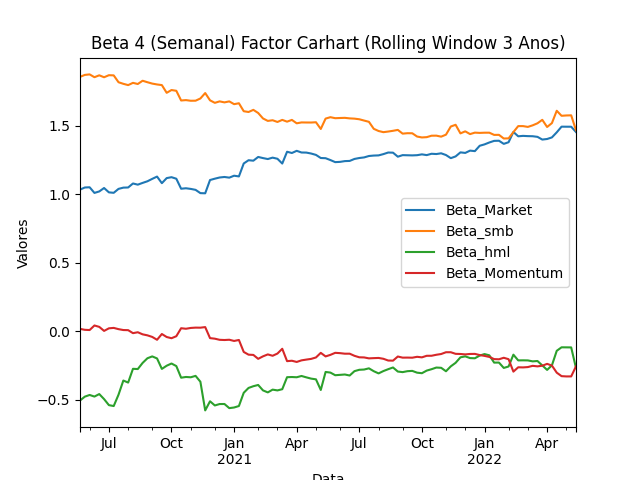 Beta 4 (Semanal) Factor Carhart (Rolling Window 3 Anos)
Valores
1.5
1.0
0.5
0.0
−0.5
Beta_Market
Beta_smb
Beta_hml
Beta_Momentum
Jul
Oct
Jan
2021
Apr
Jul
Oct
Jan
2022
Apr
Data